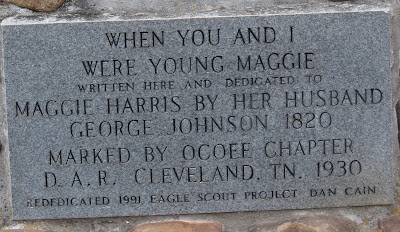 WHEN YOU AND I
WERE YOUNG MAGGIE
WRITTEN HERE AND DEDICATED TO
MAGGIE HARRIS BY HER HUSBAND
GEORGE JOHNSON 1820
MARKED BY OCOEE CHAPTER
D.A.R. CLEVELAND, TN. 1930
REDEDICATED 1991 EAGLE SCOUT PROJECT DAN CAIN